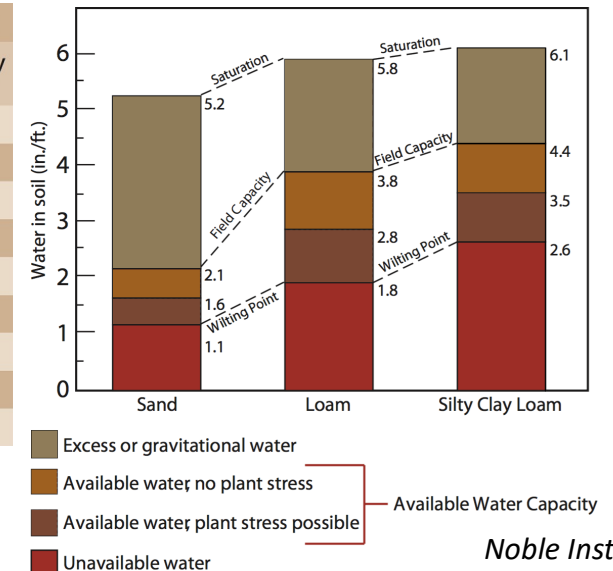 y
Water in soil (in./ft.)
6
5
4
3
2
1
0
Saturation
Saturation
Field Capacity
Field Capacity
Wilting Point
Wilting Point
5.2
2.1
1.6
1.1
5.8
3.8
2.8
1.8
6.1
4.4
3.5
2.6
Sand Loam Silty Clay Loam
Excess or gravitational water
Available water, no plant stress
Available water, plant stress possible
Available Water Capacity
Unavailable water
Noble Inst